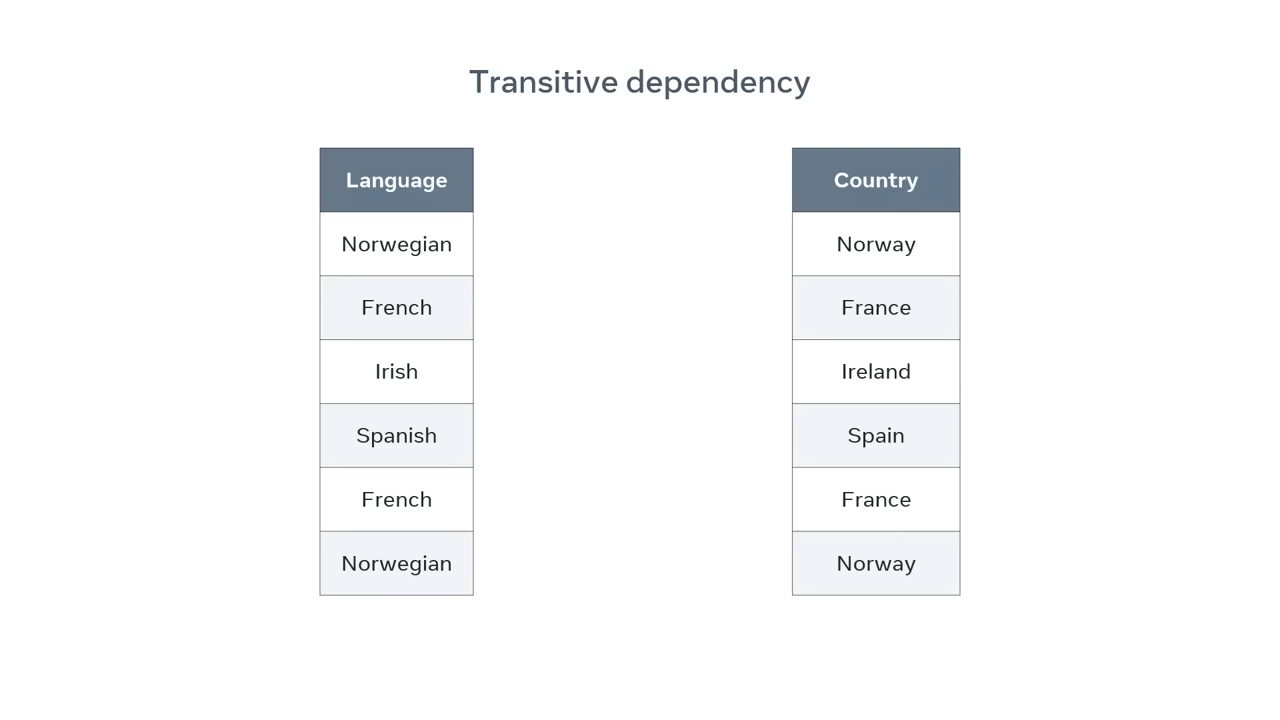 Transitive dependency
Language
Country
Norwegian
Norway
French
France
Irish
Ireland
Spanish
Spain
French
France
Norwegian
Norway